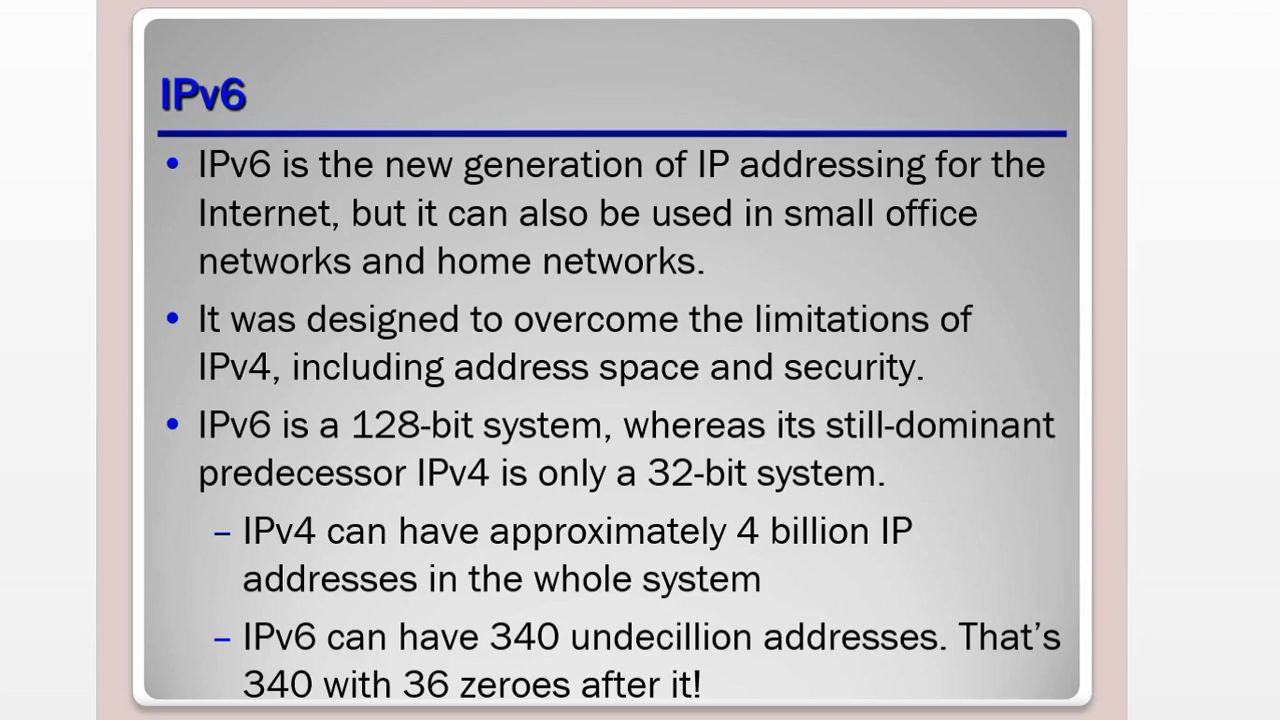 IPv6
• IPv6 is the new generation of IP addressing for the
Internet, but it can also be used in small office
networks and home networks.
• It was designed to overcome the limitations of
IPv4, including address space and security.
• IPv6 is a 128-bit system, whereas its still-dominant
predecessor IPv4 is only a 32-bit system.
– IPv4 can have approximately 4 billion IP
addresses in the whole system
– IPv6 can have 340 undecillion addresses. That’s
340 with 36 zeroes after it!